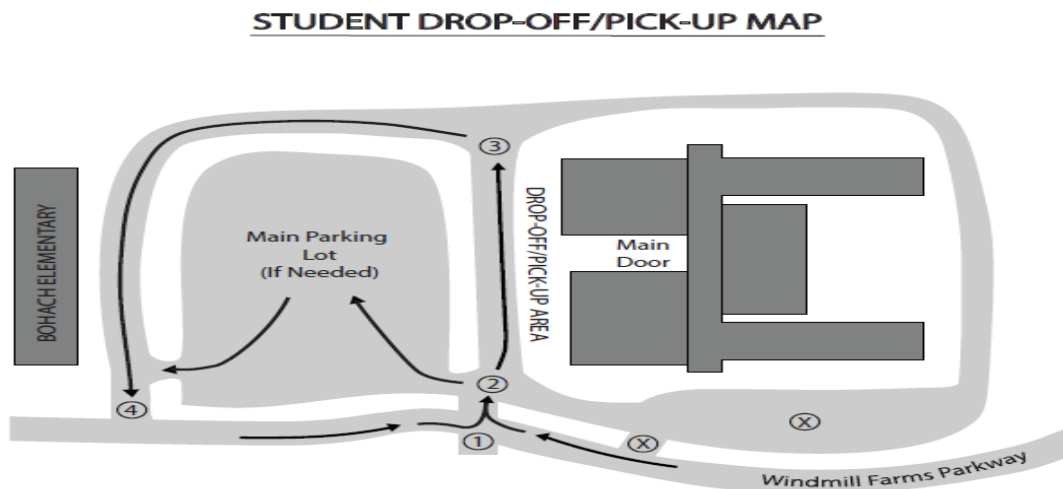 STUDENT DROP-OFF/PICK-UP MAP
3
BOHACH ELEMENTARY
Main Parking
Lot
(If Needed)
DROP-OFF/PICK-UP AREA
Main
Door
2
4
1
X
X
Windmill Farms Parkway